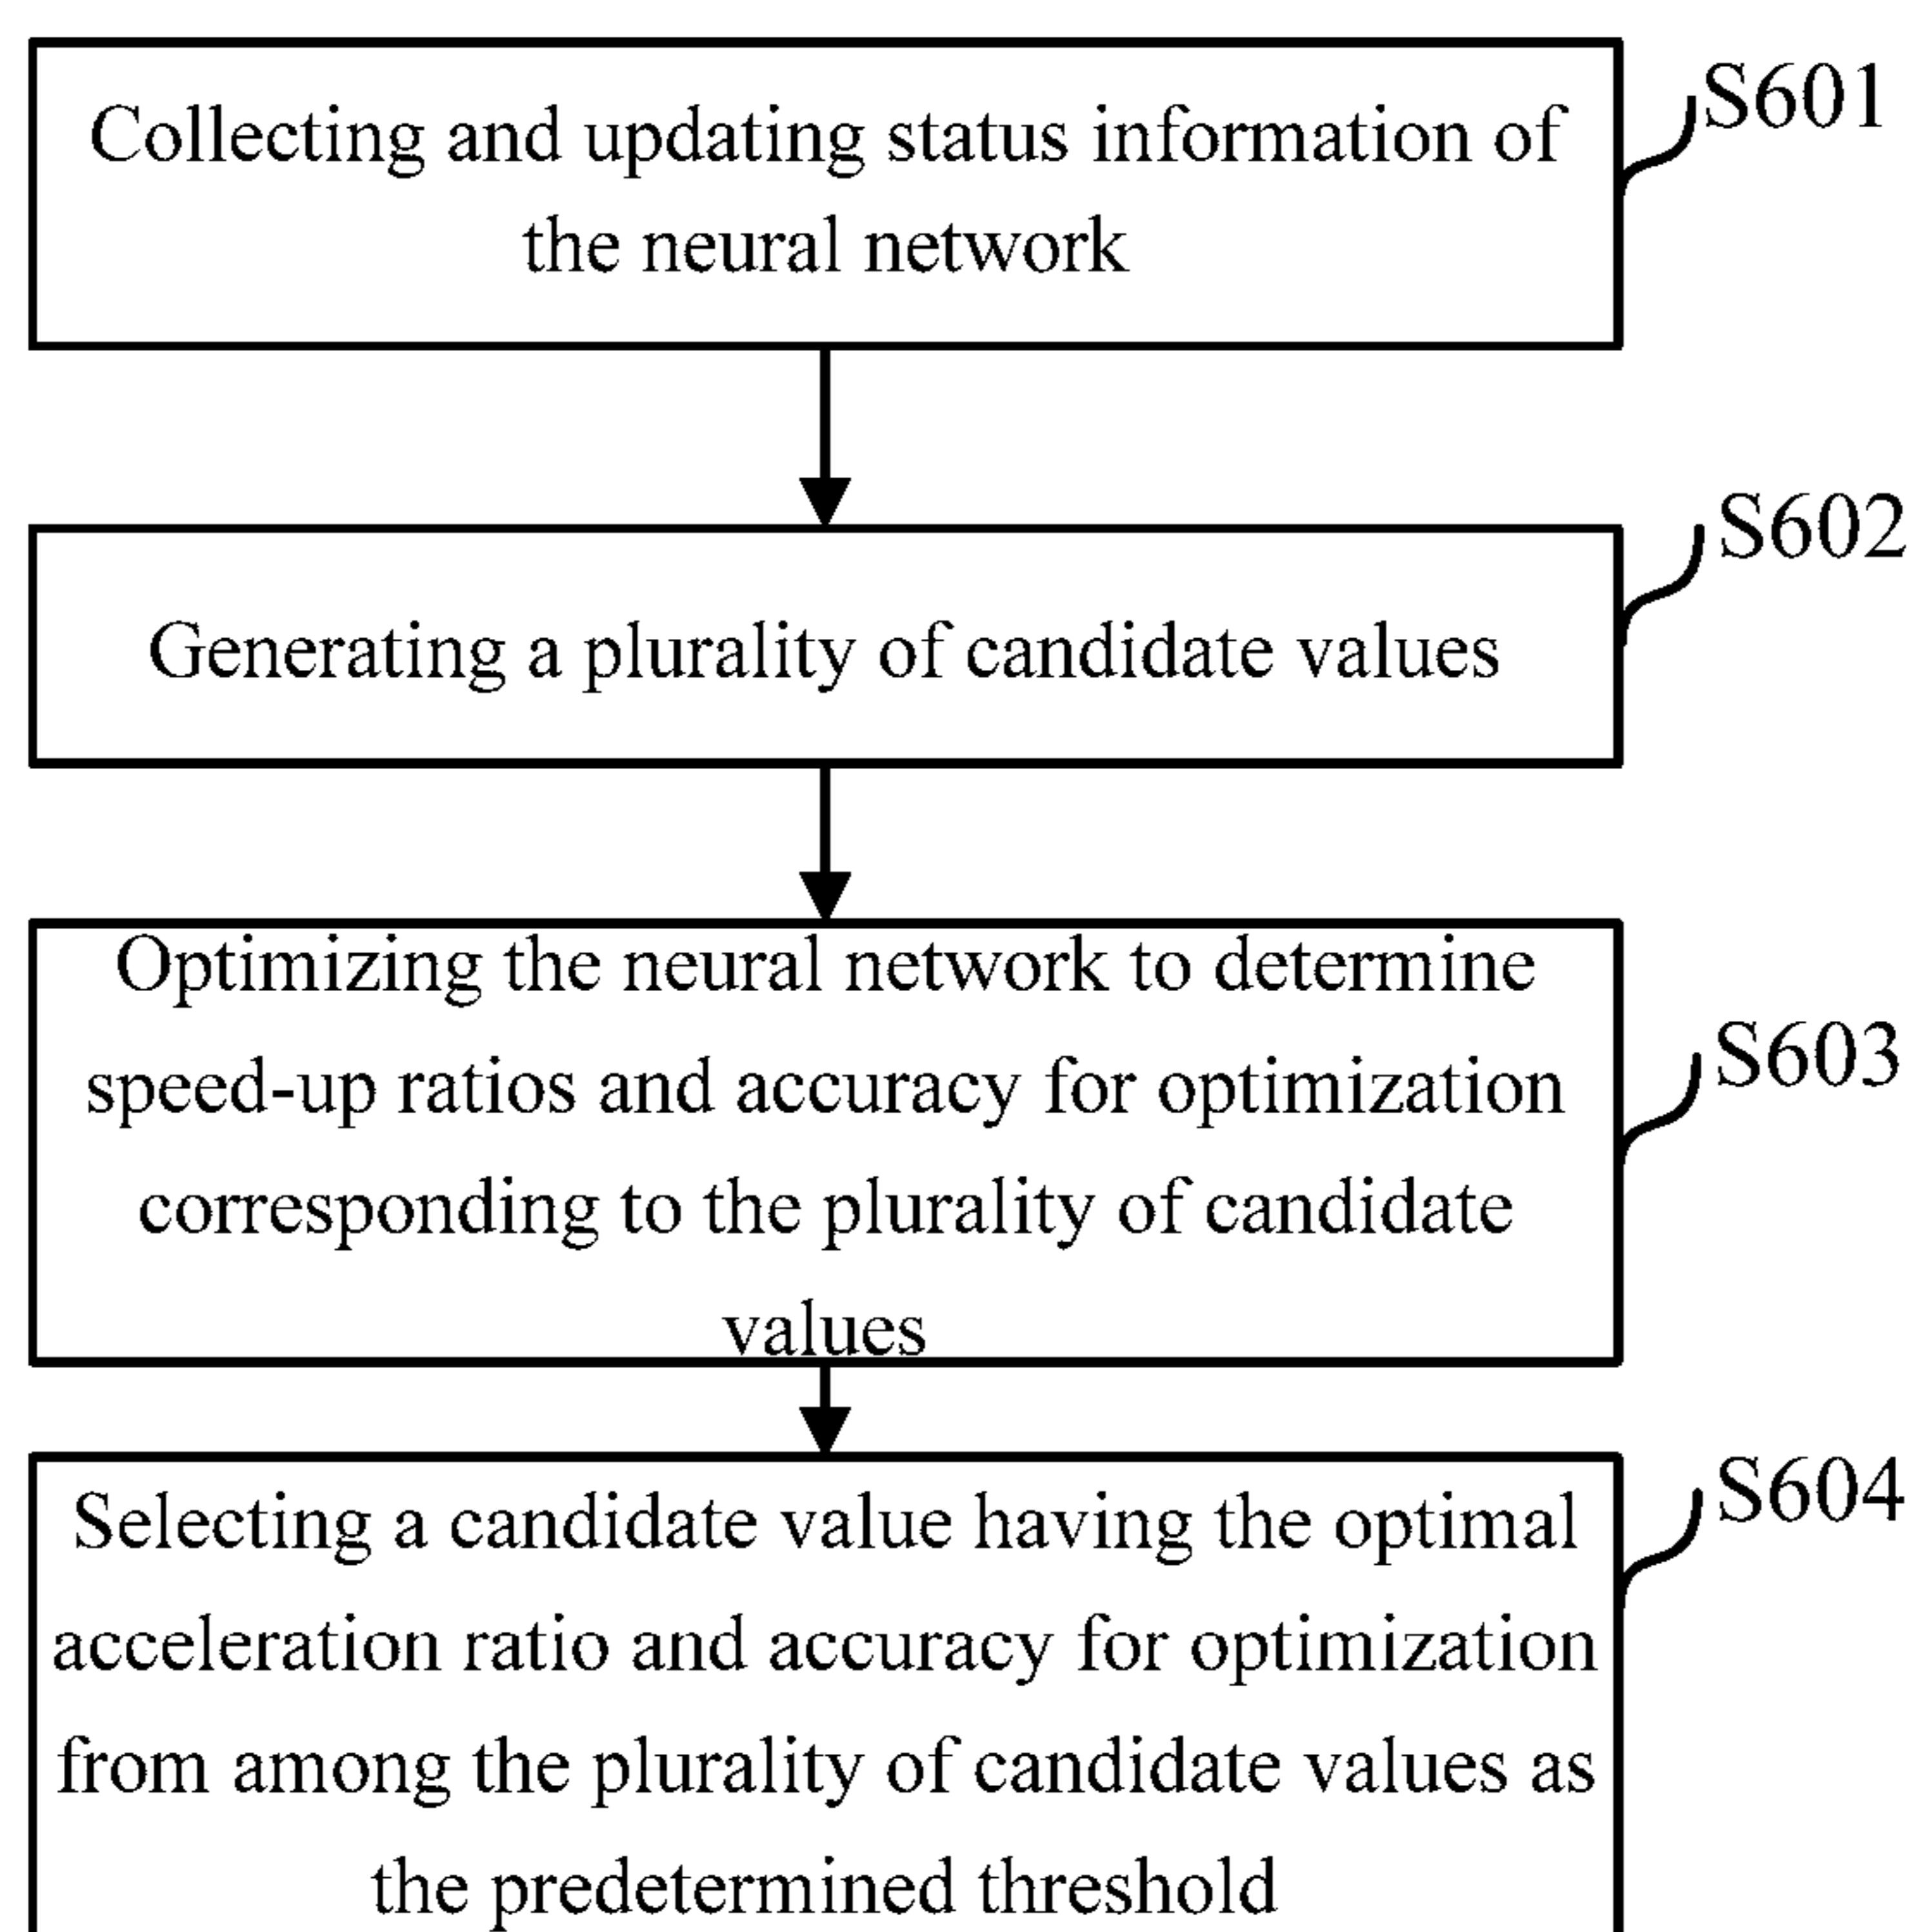 Collecting and updating status information of
the neural network
S601
Generating a plurality of candidate values
S602
Optimizing the neural network to determine
speed-up ratios and accuracy for optimization
corresponding to the plurality of candidate
values
S603
Selecting a candidate value having the optimal
acceleration ratio and accuracy for optimization
from among the plurality of candidate values as
the predetermined threshold
S604